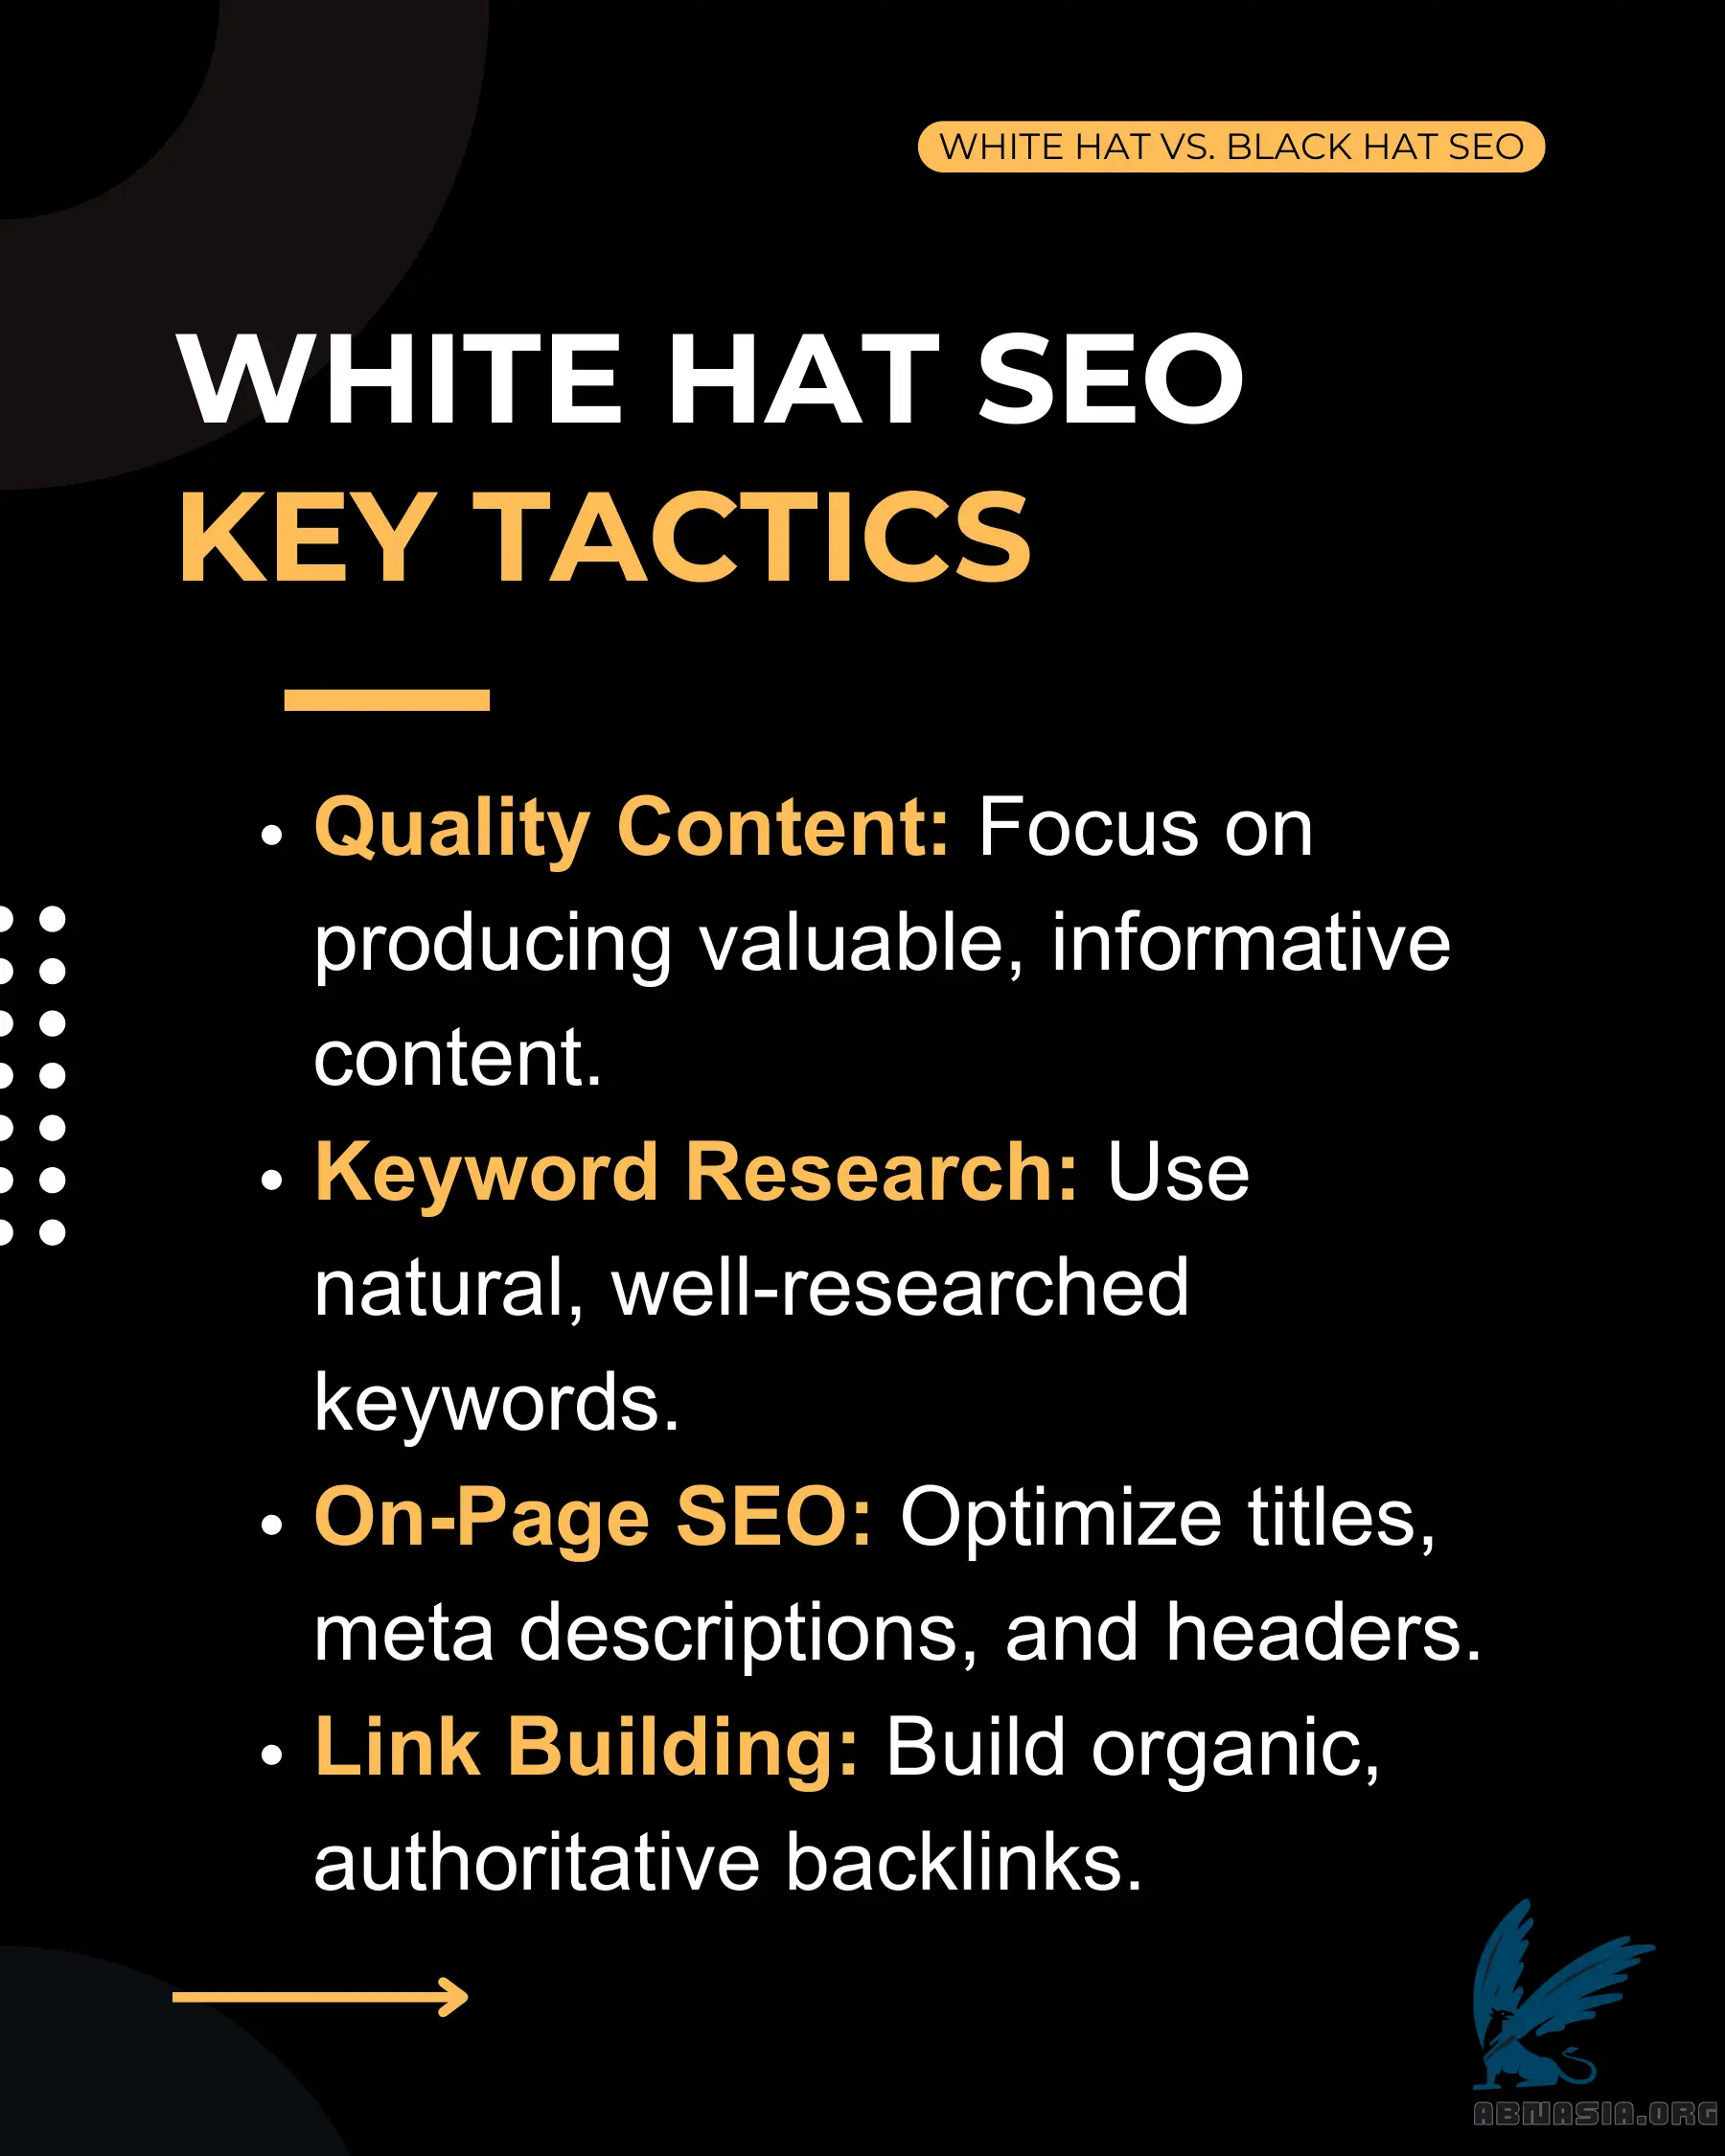 WHITE HAT VS. BLACK HAT SEO
WHITE HAT SEO
KEY TACTICS
• Quality Content: Focus on
producing valuable, informative
content.
• Keyword Research: Use
natural, well-researched
keywords.
• On-Page SEO: Optimize titles,
meta descriptions, and headers.
• Link Building: Build organic,
authoritative backlinks.
ABNASIA.ORG